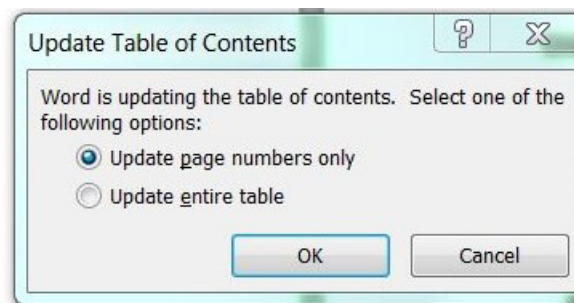 Update Table of Contents
Word is updating the table of contents. Select one of the
following options:
Update page numbers only
Update entire table
OK
Cancel